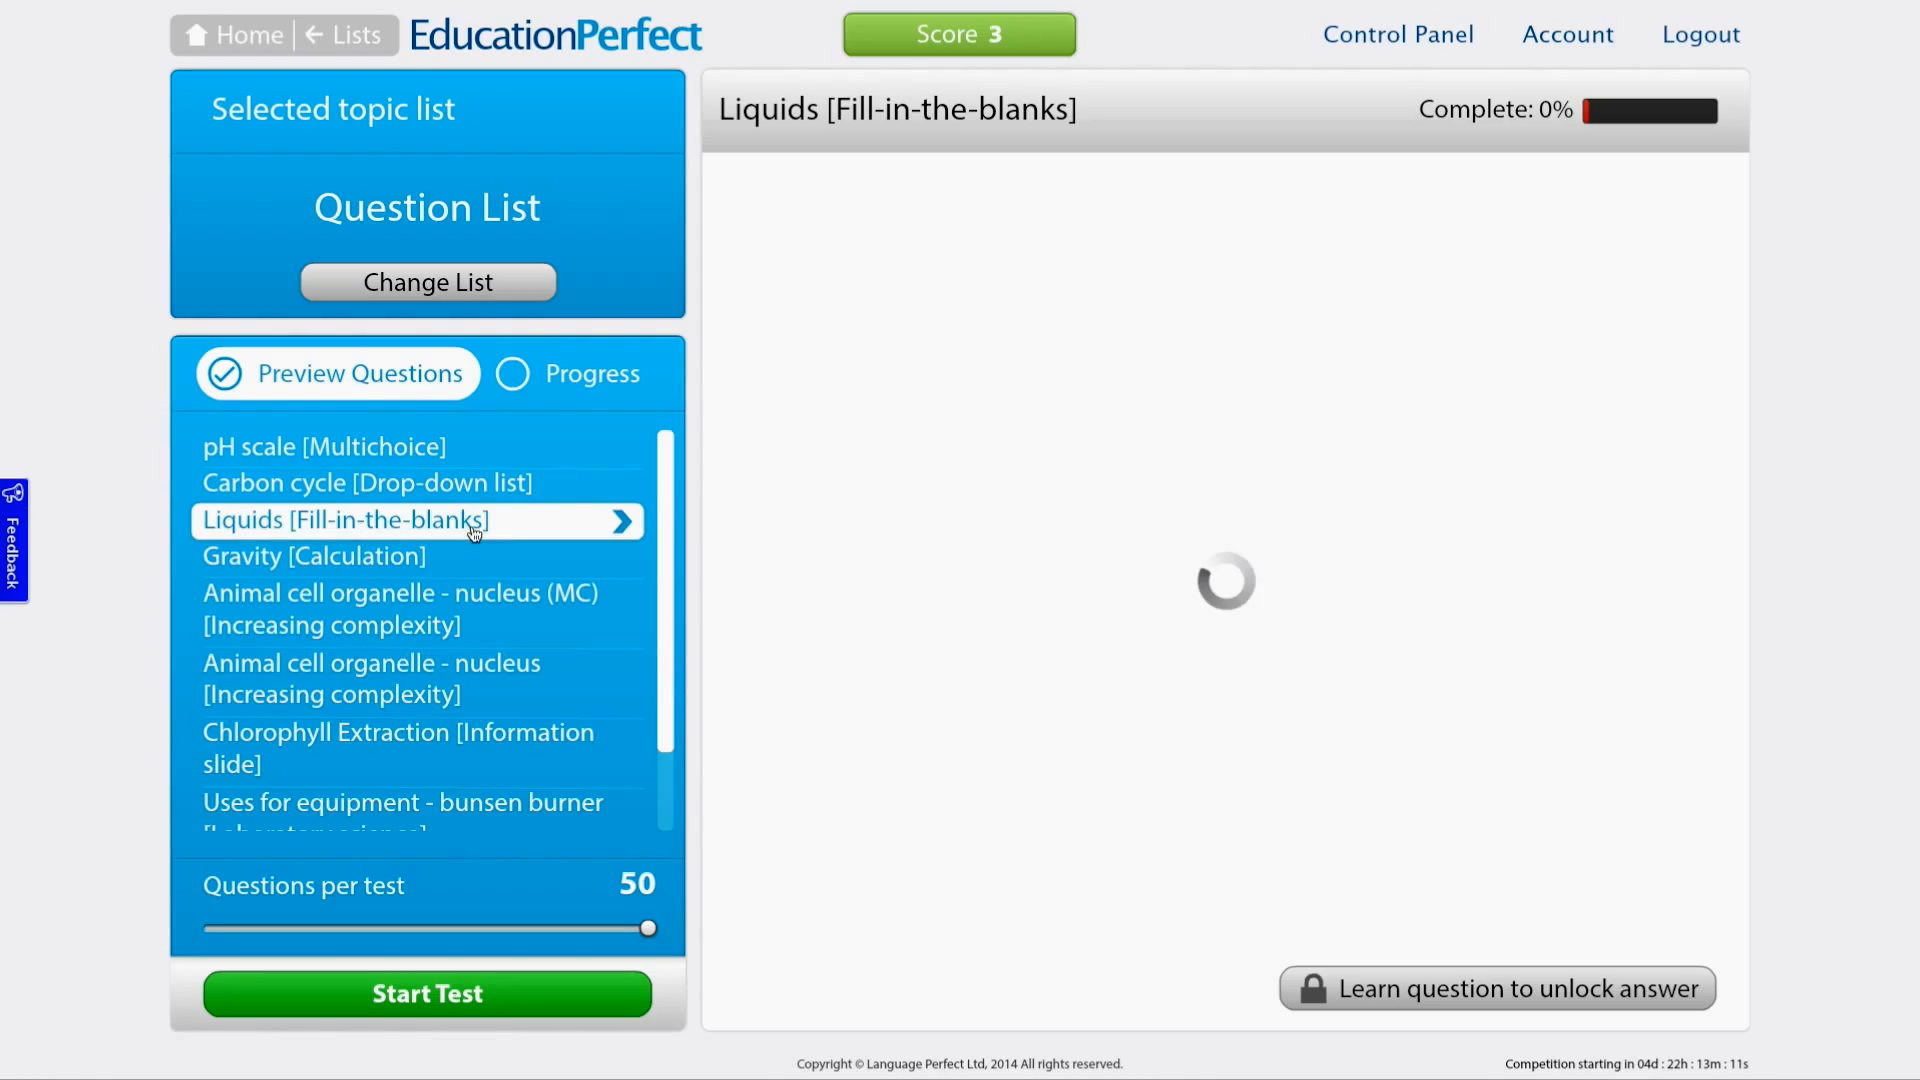 Home
Lists
EducationPerfect
Score 3
Control Panel
Account
Logout
Selected topic list
Question List
Change List
Preview Questions
Progress
pH scale [Multichoice]
Carbon cycle [Drop-down list]
Liquids [Fill-in-the-blanks]
Gravity [Calculation]
Animal cell organelle - nucleus (MC)
[Increasing complexity]
Animal cell organelle - nucleus
[Increasing complexity]
Chlorophyll Extraction [Information
slide]
Uses for equipment - bunsen burner
[Laboratory science]
Questions per test 50
Start Test
Liquids [Fill-in-the-blanks]
Complete: 0%
Learn question to unlock answer
Feedback
Copyright © Language Perfect Ltd, 2014 All rights reserved.
Competition starting in 04d : 22h : 13m : 11s